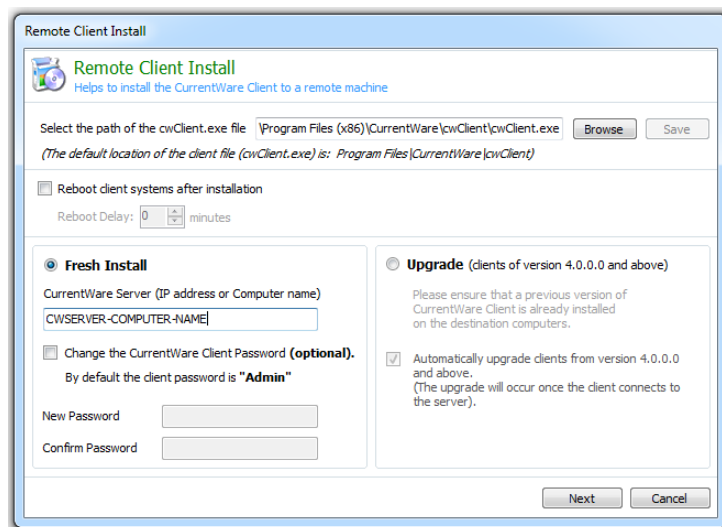 Remote Client Install
Remote Client Install
Helps to install the CurrentWare Client to a remote machine
Select the path of the cwClient.exe file \Program Files (x86)\CurrentWare\cwClient\cwClient.exe Browse Save
(The default location of the client file (cwClient.exe) is: Program Files\CurrentWare\cwClient)
Reboot client systems after installation
Reboot Delay: 0 minutes
Fresh Install
CurrentWare Server (IP address or Computer name)
CWSERVER-COMPUTER-NAME
Change the CurrentWare Client Password (optional).
By default the client password is "Admin"
New Password
Confirm Password
Upgrade (clients of version 4.0.0.0 and above)
Please ensure that a previous version of
CurrentWare Client is already installed
on the destination computers.
Automatically upgrade clients from version 4.0.0.0
and above.
(The upgrade will occur once the client connects to
the server).
Next Cancel